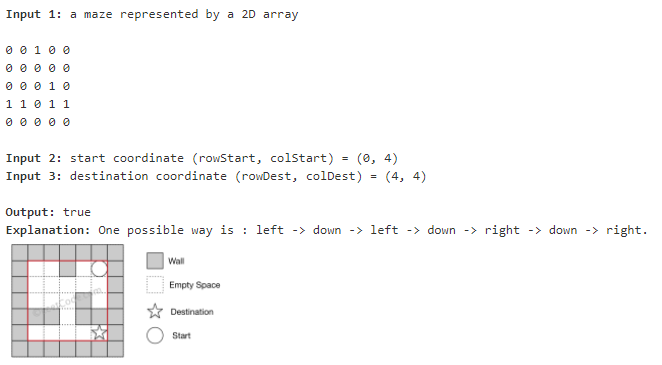 Input 1: a maze represented by a 2D array
0 0 1 0 0
0 0 0 0 0
0 0 0 1 0
1 1 0 1 1
0 0 0 0 0
Input 2: start coordinate (rowStart, colStart) = (0, 4)
Input 3: destination coordinate (rowDest, colDest) = (4, 4)
Output: true
Explanation: One possible way is : left -> down -> left -> down -> right -> down -> right.
Wall
Empty Space
Destination
Start